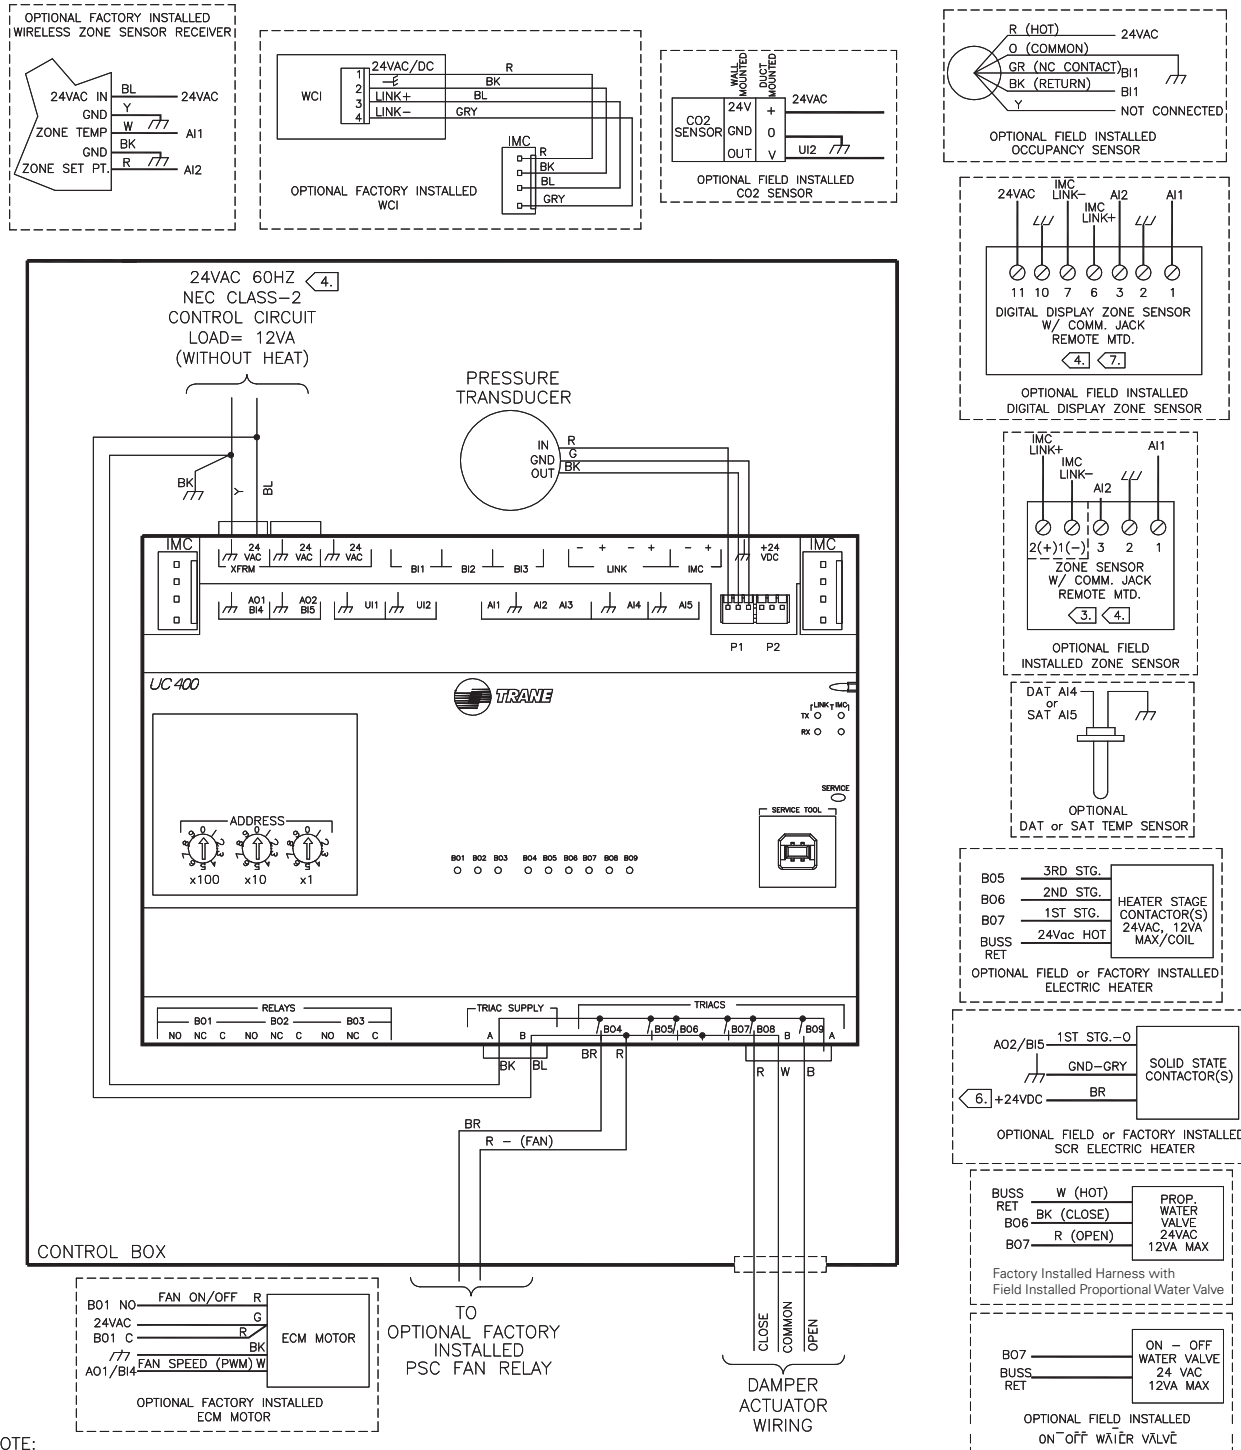 OPTIONAL FACTORY INSTALLED
WIRELESS ZONE SENSOR RECEIVER
24VAC IN BL 24VAC
GND Y
ZONE TEMP W AI1
GND BK
ZONE SET PT. R AI2
WCI
1 24VAC/DC R
2 BK
3 LINK+ BL
4 LINK- GRY
IMC
R
BK
BL
GRY
OPTIONAL FACTORY INSTALLED
WCI
WALL MOUNTED
DUCT MOUNTED
CO2 SENSOR
24V + 24VAC
GND 0
OUT V UI2
OPTIONAL FIELD INSTALLED
CO2 SENSOR
R (HOT) 24VAC
O (COMMON)
GR (NC CONTACT) BI1
BK (RETURN) BI1
Y NOT CONNECTED
OPTIONAL FIELD INSTALLED
OCCUPANCY SENSOR
24VAC IMC LINK- IMC LINK+ AI2 AI1
11 10 7 6 3 2 1
DIGITAL DISPLAY ZONE SENSOR
W/ COMM. JACK
REMOTE MTD.
4. 7.
OPTIONAL FIELD INSTALLED
DIGITAL DISPLAY ZONE SENSOR
24VAC 60HZ 4.
NEC CLASS-2
CONTROL CIRCUIT
LOAD= 12VA
(WITHOUT HEAT)
PRESSURE
TRANSDUCER
IN R
GND G
OUT BK
BK Y BL
IMC LINK+
IMC LINK-
AI2
AI1
2(+) 1(-) 3 2 1
ZONE SENSOR
W/ COMM. JACK
REMOTE MTD.
3. 4.
OPTIONAL FIELD
INSTALLED ZONE SENSOR
IMC 24 VAC 24 VAC 24 VAC - + - + - + +24 VDC IMC
XFRM BI1 BI2 BI3 LINK IMC
AO1 BI4 AO2 BI5 UI1 UI2 AI1 AI2 AI3 AI4 AI5
P1 P2
UC400
TRANE
LINK IMC
TX
RX
SERVICE
SERVICE TOOL
DAT AI4
or
SAT AI5
OPTIONAL
DAT or SAT TEMP SENSOR
ADDRESS
x100 x10 x1
BO1 BO2 BO3 BO4 BO5 BO6 BO7 BO8 BO9
BO5 3RD STG.
BO6 2ND STG.
BO7 1ST STG.
BUSS RET 24Vac HOT
HEATER STAGE
CONTACTOR(S)
24VAC, 12VA
MAX/COIL
OPTIONAL FIELD or FACTORY INSTALLED
ELECTRIC HEATER
RELAYS TRIAC SUPPLY TRIACS
BO1 BO2 BO3
NO NC C NO NC C NO NC C A B BO4 BO5 BO6 BO7 BO8 B BO9 A
BK BL BR R R W B
BR
R - (FAN)
AO2/BI5 1ST STG.-O
GND-GRY
6. +24VDC BR
SOLID STATE
CONTACTOR(S)
OPTIONAL FIELD or FACTORY INSTALLED
SCR ELECTRIC HEATER
BUSS RET W (HOT)
BO6 BK (CLOSE)
BO7 R (OPEN)
PROP.
WATER
VALVE
24VAC
12VA MAX
Factory Installed Harness with
Field Installed Proportional Water Valve
CONTROL BOX
BO1 NO FAN ON/OFF R
24VAC G
BO1 C R
BK
AO1/BI4 FAN SPEED (PWM) W
ECM MOTOR
OPTIONAL FACTORY INSTALLED
ECM MOTOR
TO
OPTIONAL FACTORY
INSTALLED
PSC FAN RELAY
CLOSE
COMMON
OPEN
DAMPER
ACTUATOR
WIRING
BO7
BUSS RET
ON - OFF
WATER VALVE
24 VAC
12VA MAX
OPTIONAL FIELD INSTALLED
ON-OFF WATER VALVE
OTE: